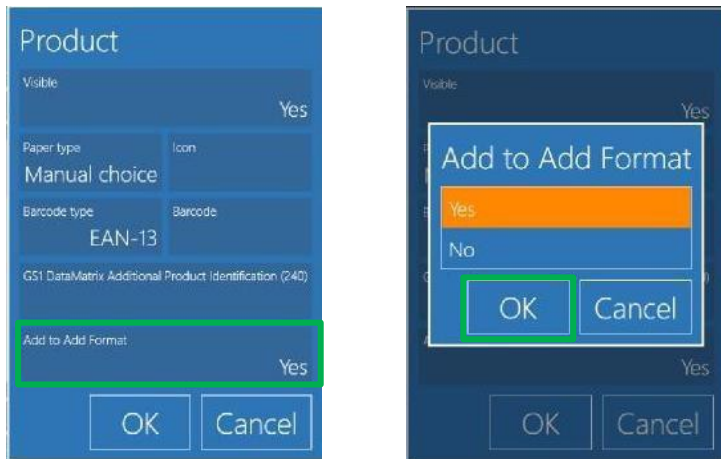 Product
Visible
Yes
Paper type
Icon
Manual choice
Barcode type
Barcode
EAN-13
GS1 DataMatrix Additional Product Identification (240)
Add to Add Format
Yes
OK
Cancel
Product
Visible
Yes
Add to Add Format
Yes
No
OK
Cancel
Yes
OK
Cancel